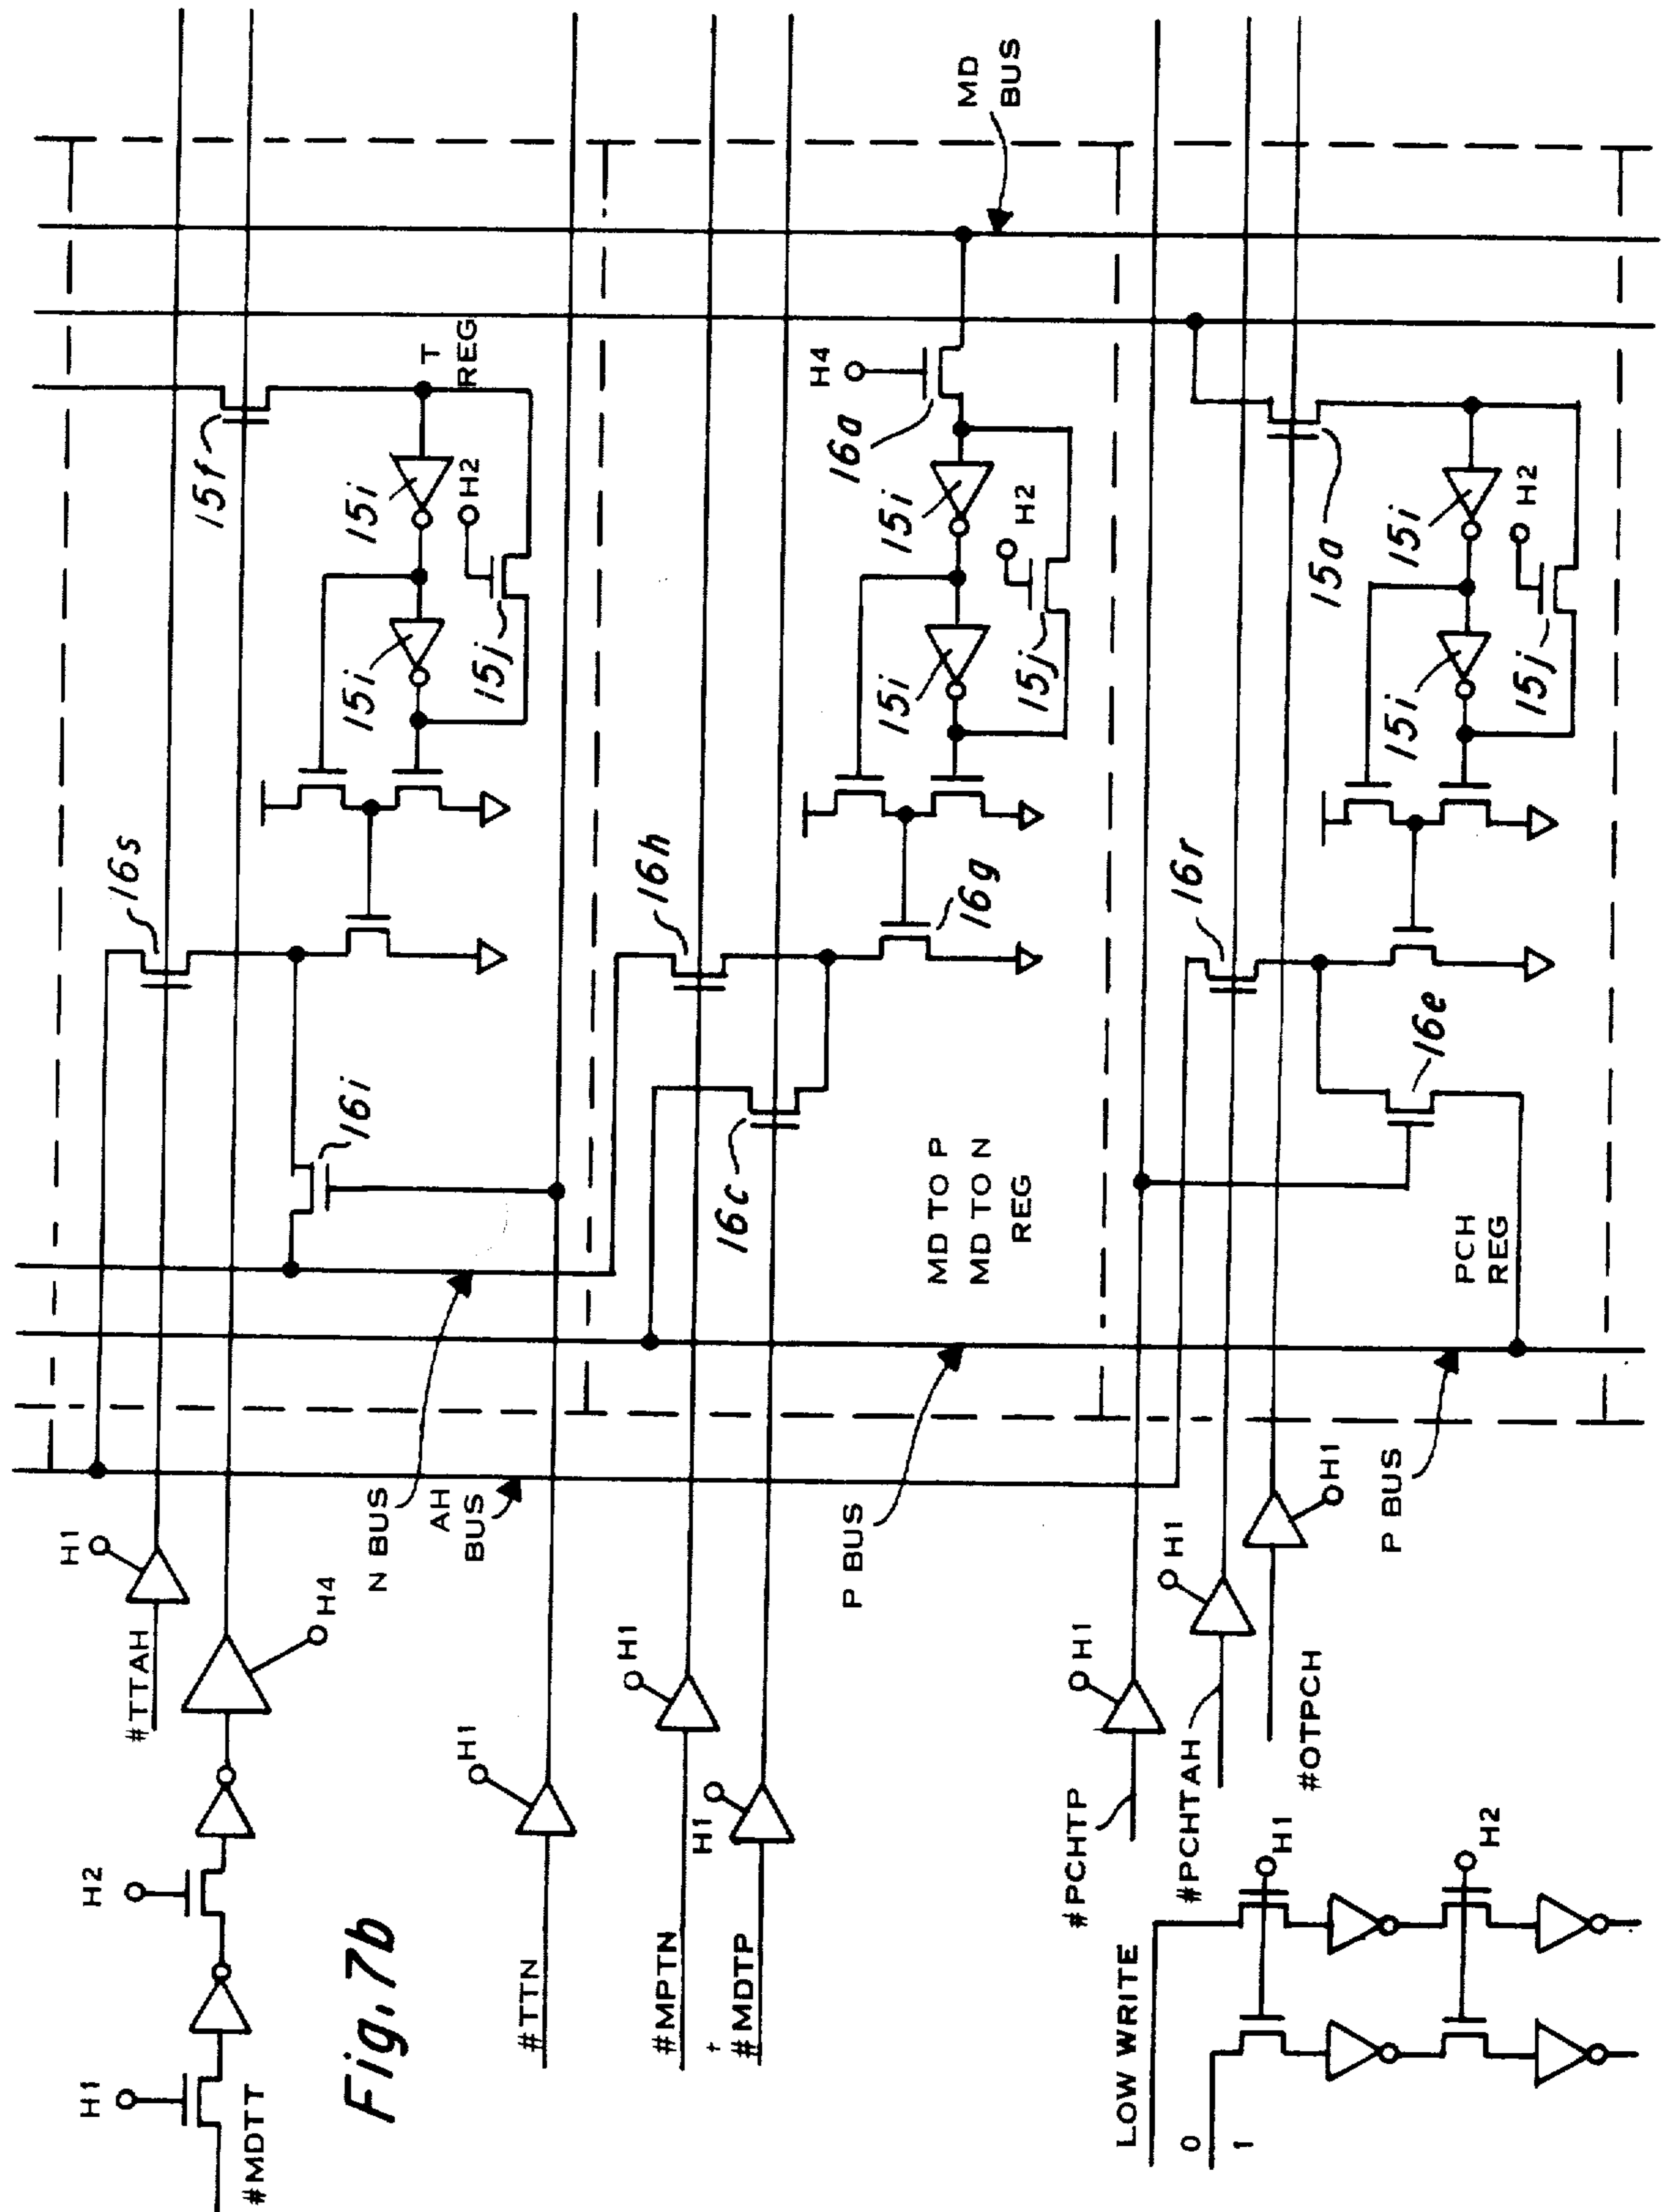 MD
BUS
T
REG
15f
15i
H2
15i
15j
16s
16i
H4
16a
15i
H2
15i
15j
16h
16g
16c
MD TO P
MD TO N
REG
15a
15i
H2
15i
15j
16r
16e
PCH
REG
H1
#TTAH
H4
N BUS
AH
BUS
P BUS
P BUS
H1
H2
#MDTT
Fig. 7b
H1
#TTN
H1
#MPTN
H1
#MDTP
H1
#PCHTP
H1
#PCHTAH
H1
#OTPCH
LOW WRITE
0
1
H1
H2